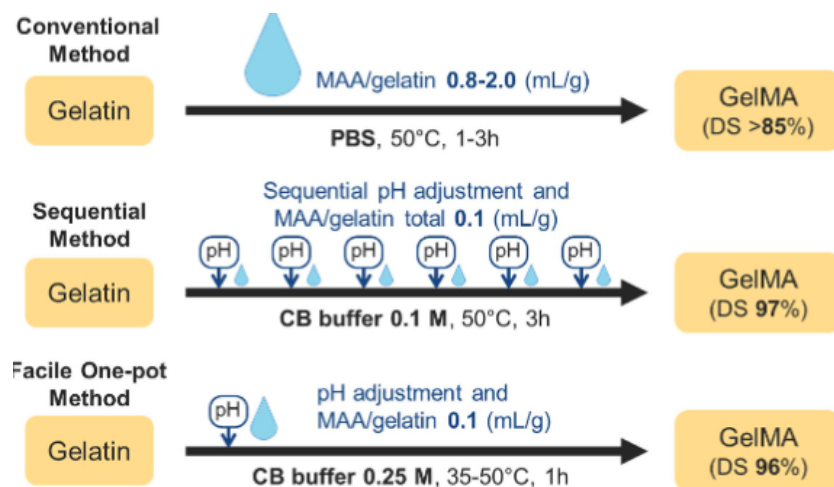 Conventional
Method
Gelatin
MAA/gelatin 0.8-2.0 (mL/g)
PBS, 50°C, 1-3h
GelMA
(DS >85%)
Sequential
Method
Gelatin
Sequential pH adjustment and
MAA/gelatin total 0.1 (mL/g)
pH pH pH pH pH pH
CB buffer 0.1 M, 50°C, 3h
GelMA
(DS 97%)
Facile One-pot
Method
Gelatin
pH
pH adjustment and
MAA/gelatin 0.1 (mL/g)
CB buffer 0.25 M, 35-50°C, 1h
GelMA
(DS 96%)